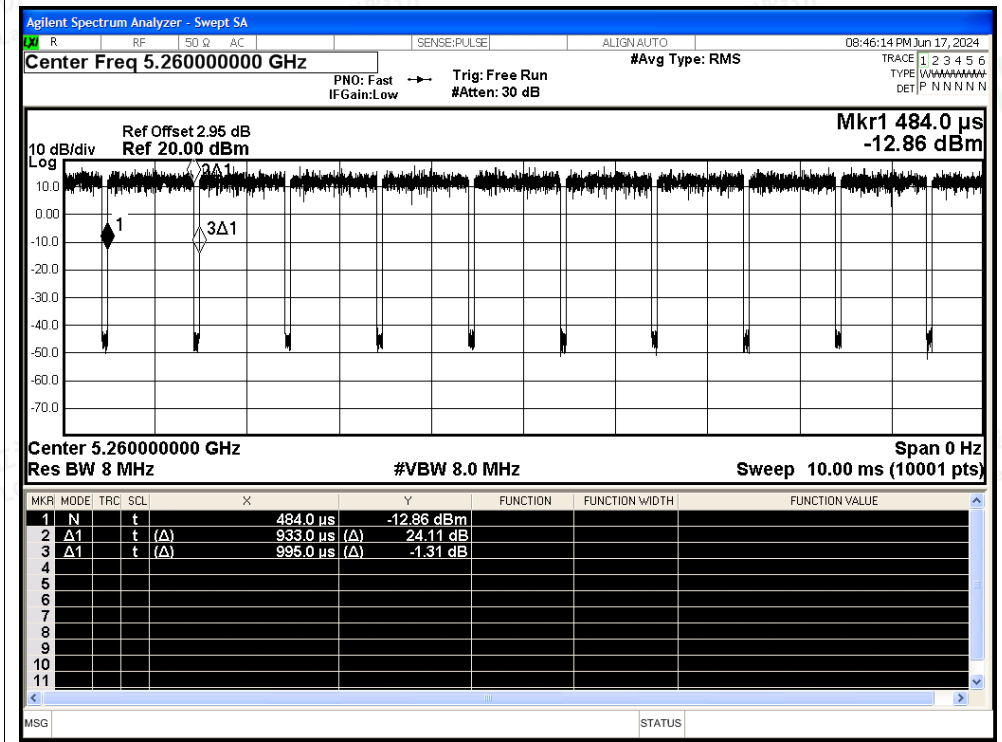 Agilent Spectrum Analyzer - Swept SA
LXI R RF 50 Ω AC SENSE:PULSE ALIGN AUTO 08:46:14 PM Jun 17, 2024
Center Freq 5.260000000 GHz #Avg Type: RMS TRACE 1 2 3 4 5 6
PNO: Fast Trig: Free Run TYPE WWWWWW
IFGain:Low #Atten: 30 dB DET P N N N N N
Mkr1 484.0 µs
Ref Offset 2.95 dB
10 dB/div Ref 20.00 dBm -12.86 dBm
Log
2Δ1
10.0
0.00
1
3Δ1
-10.0
-20.0
-30.0
-40.0
-50.0
-60.0
-70.0
Center 5.260000000 GHz Span 0 Hz
Res BW 8 MHz #VBW 8.0 MHz Sweep 10.00 ms (10001 pts)
MKR MODE TRC SCL X Y FUNCTION FUNCTION WIDTH FUNCTION VALUE
1 N t 484.0 µs -12.86 dBm
2 Δ1 t (Δ) 933.0 µs (Δ) 24.11 dB
3 Δ1 t (Δ) 995.0 µs (Δ) -1.31 dB
4
5
6
7
8
9
10
11
MSG STATUS